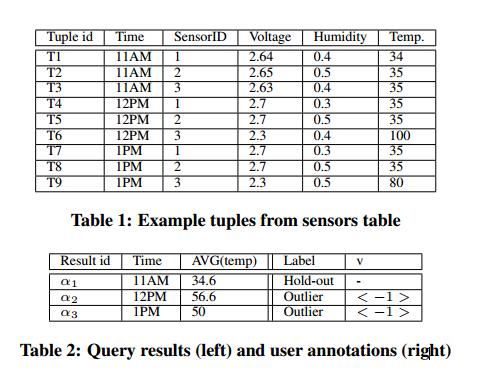 Tuple id Time SensorID Voltage Humidity Temp.
T1 11AM 1 2.64 0.4 34
T2 11AM 2 2.65 0.5 35
T3 11AM 3 2.63 0.4 35
T4 12PM 1 2.7 0.3 35
T5 12PM 2 2.7 0.5 35
T6 12PM 3 2.3 0.4 100
T7 1PM 1 2.7 0.3 35
T8 1PM 2 2.7 0.5 35
T9 1PM 3 2.3 0.5 80
Table 1: Example tuples from sensors table
Result id Time AVG(temp) Label v
α1 11AM 34.6 Hold-out -
α2 12PM 56.6 Outlier < −1 >
α3 1PM 50 Outlier < −1 >
Table 2: Query results (left) and user annotations (right)